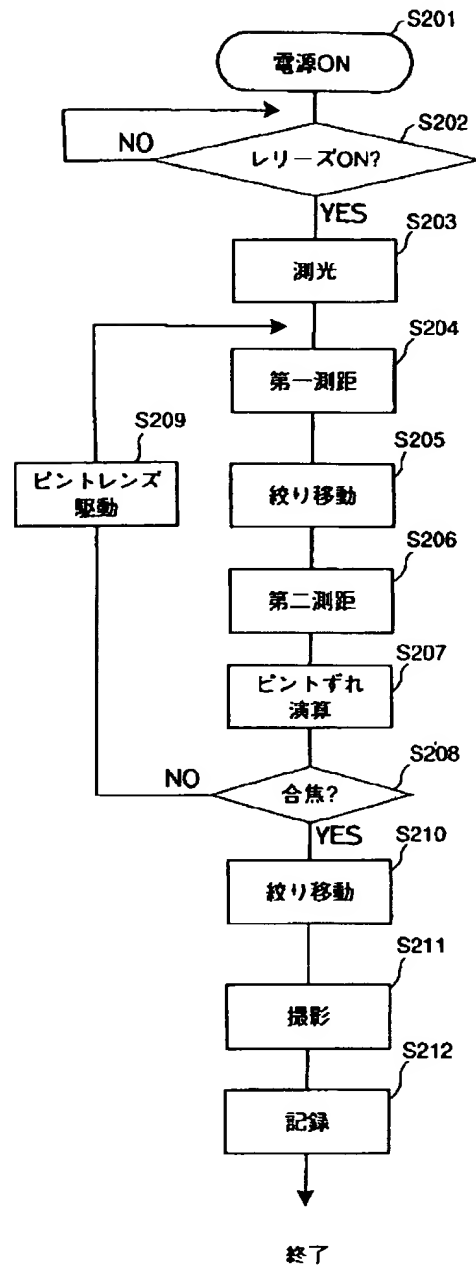 S201
電源ON
S202
レリーズON?
NO
YES
S203
測光
S204
第一測距
S209
ピントレンズ
駆動
S205
絞り移動
S206
第二測距
S207
ピントずれ
演算
S208
合焦?
NO
YES
S210
絞り移動
S211
撮影
S212
記録
終了